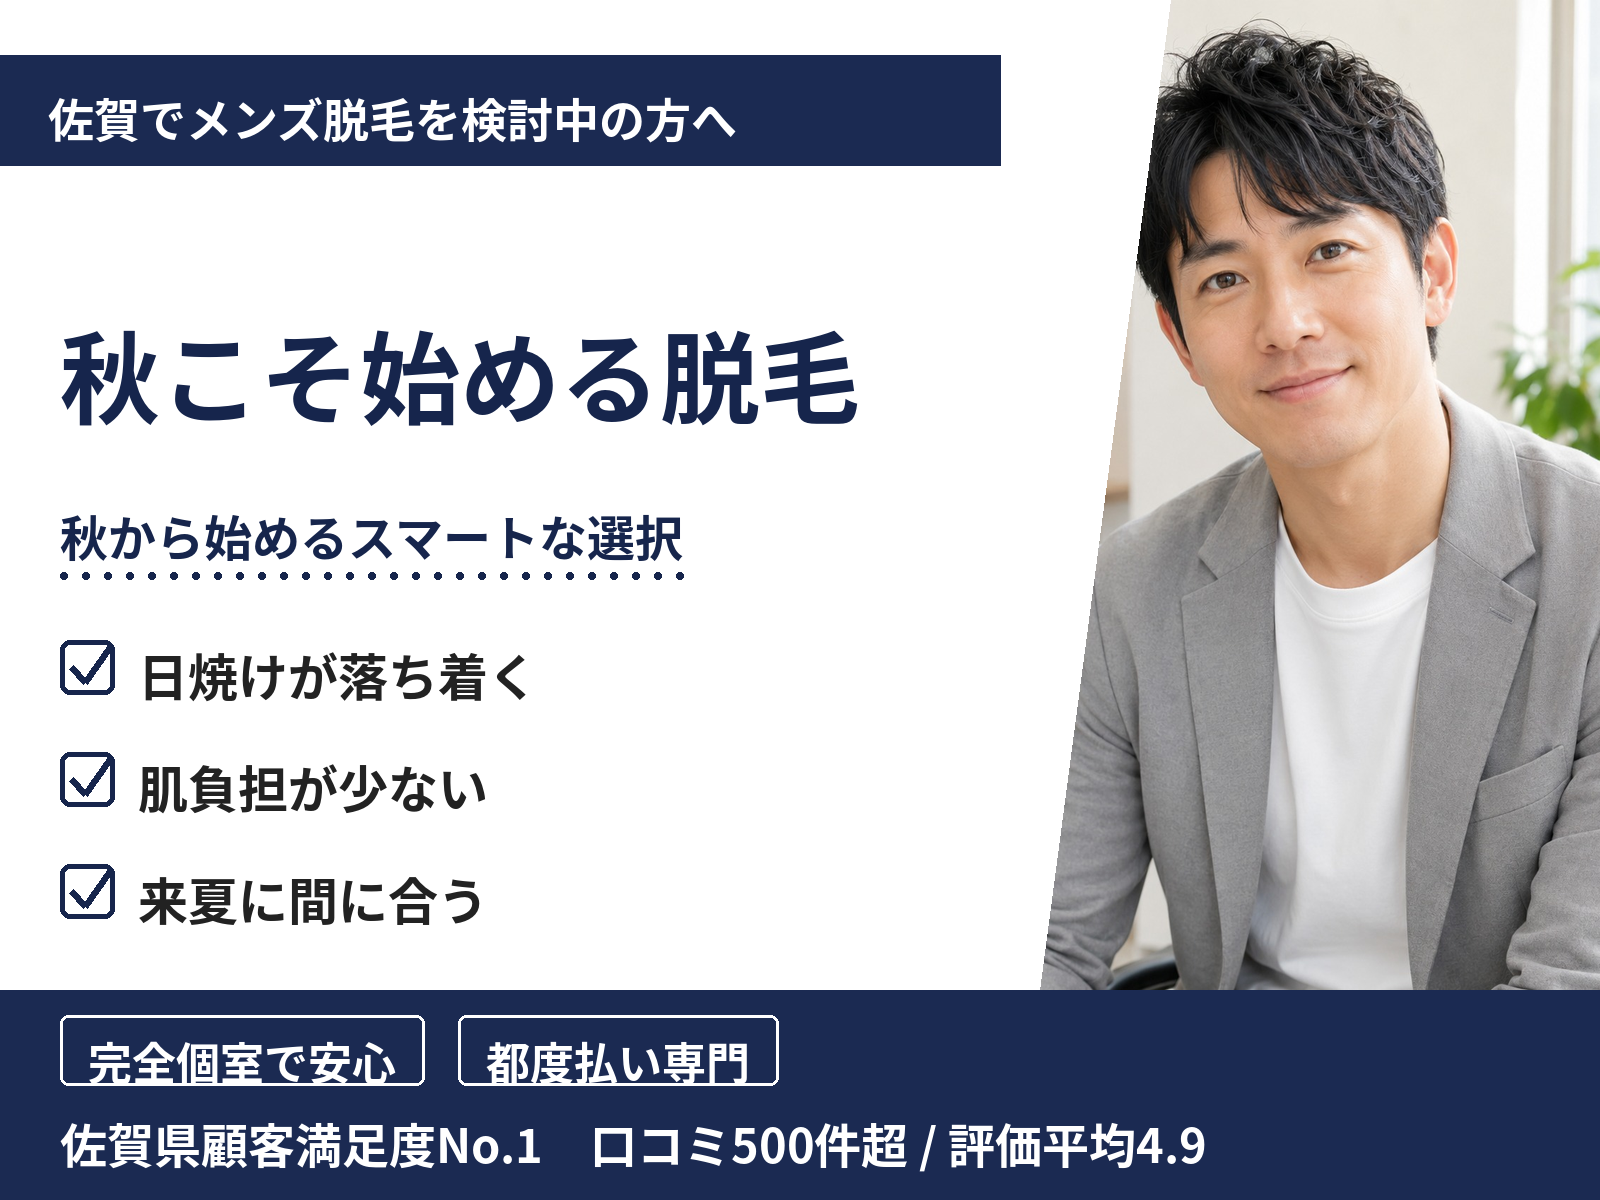 佐賀でメンズ脱毛を検討中の方へ
秋こそ始める脱毛
秋から始めるスマートな選択
日焼けが落ち着く
肌負担が少ない
来夏に間に合う
完全個室で安心
都度払い専門
佐賀県顧客満足度No.1　口コミ500件超 / 評価平均4.9